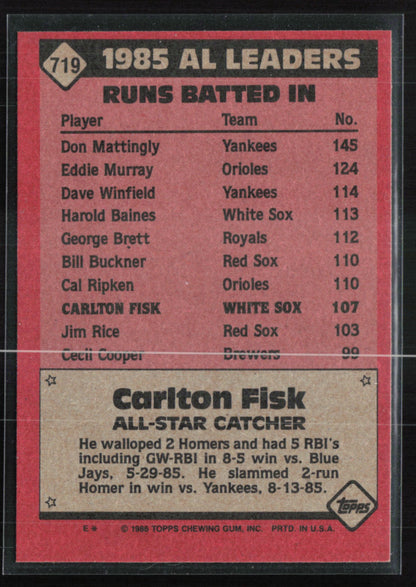 719
1985 AL LEADERS
RUNS BATTED IN
Player Team No.
Don Mattingly Yankees 145
Eddie Murray Orioles 124
Dave Winfield Yankees 114
Harold Baines White Sox 113
George Brett Royals 112
Bill Buckner Red Sox 110
Cal Ripken Orioles 110
CARLTON FISK WHITE SOX 107
Jim Rice Red Sox 103
Cecil Cooper Brewers 99
Carlton Fisk
ALL-STAR CATCHER
He walloped 2 Homers and had 5 RBI's
including GW-RBI in 8-5 win vs. Blue
Jays, 5-29-85. He slammed 2-run
Homer in win vs. Yankees, 8-13-85.
topps
E * © 1986 TOPPS CHEWING GUM, INC. PRTD. IN U.S.A.